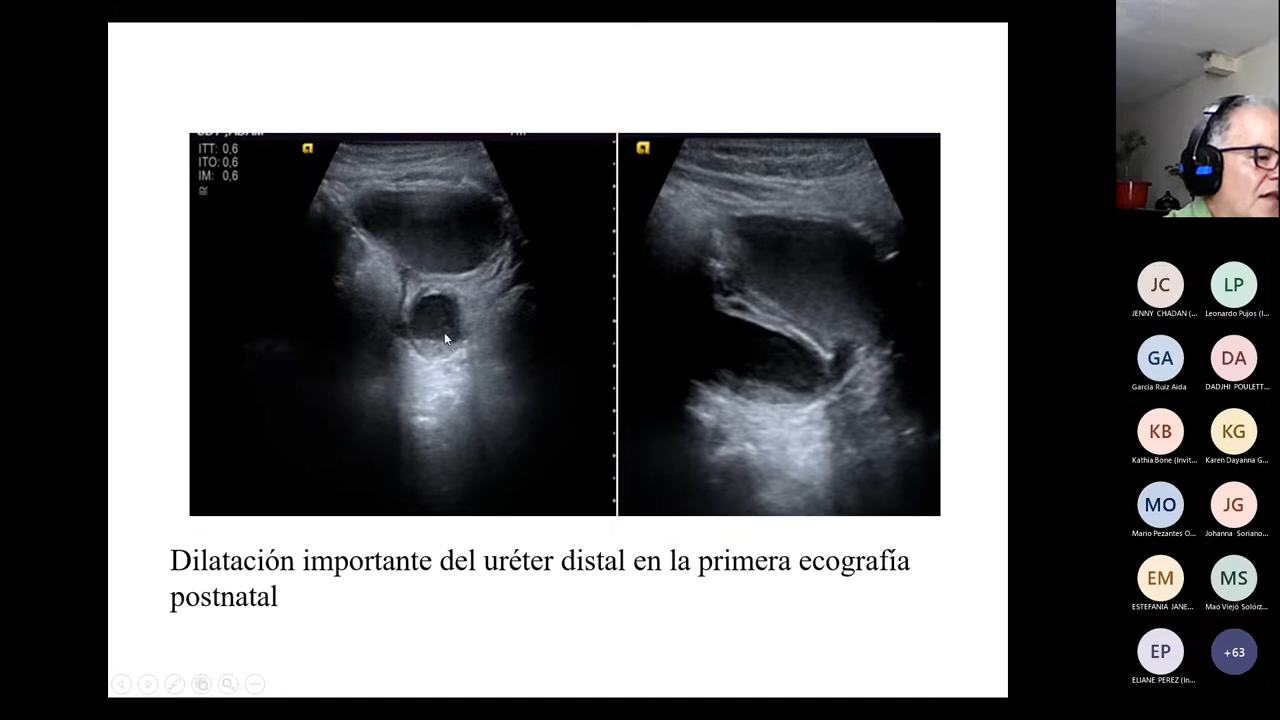 ITT: 0,6
ITO: 0,6
IM: 0,6
Dilatación importante del uréter distal en la primera ecografía
postnatal
JC
LP
JENNY CHADAN (...
Leonardo Pujos (I...
GA
DA
Garcia Ruiz Aida
DADJHI POULETT...
KB
KG
Kathia Bone (Invit...
Karen Dayanna G...
MO
JG
Mario Pezantes O...
Johanna Soriano...
EM
MS
ESTEFANIA JANE...
Mao Viejó Solórz...
EP
+63
ELIANE PEREZ (In...